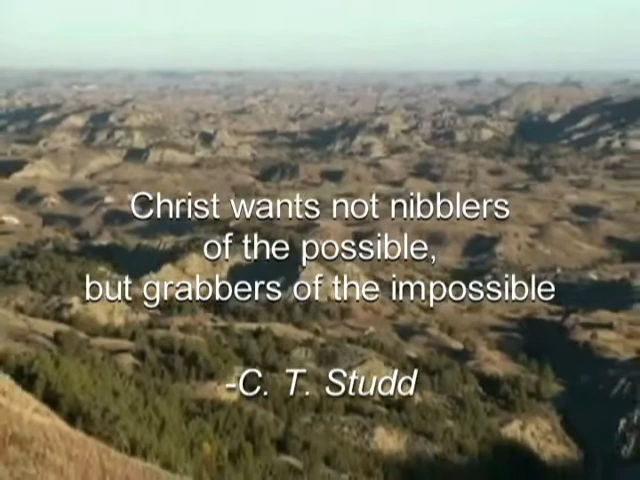 Christ wants not nibblers
of the possible,
but grabbers of the impossible
-C. T. Studd